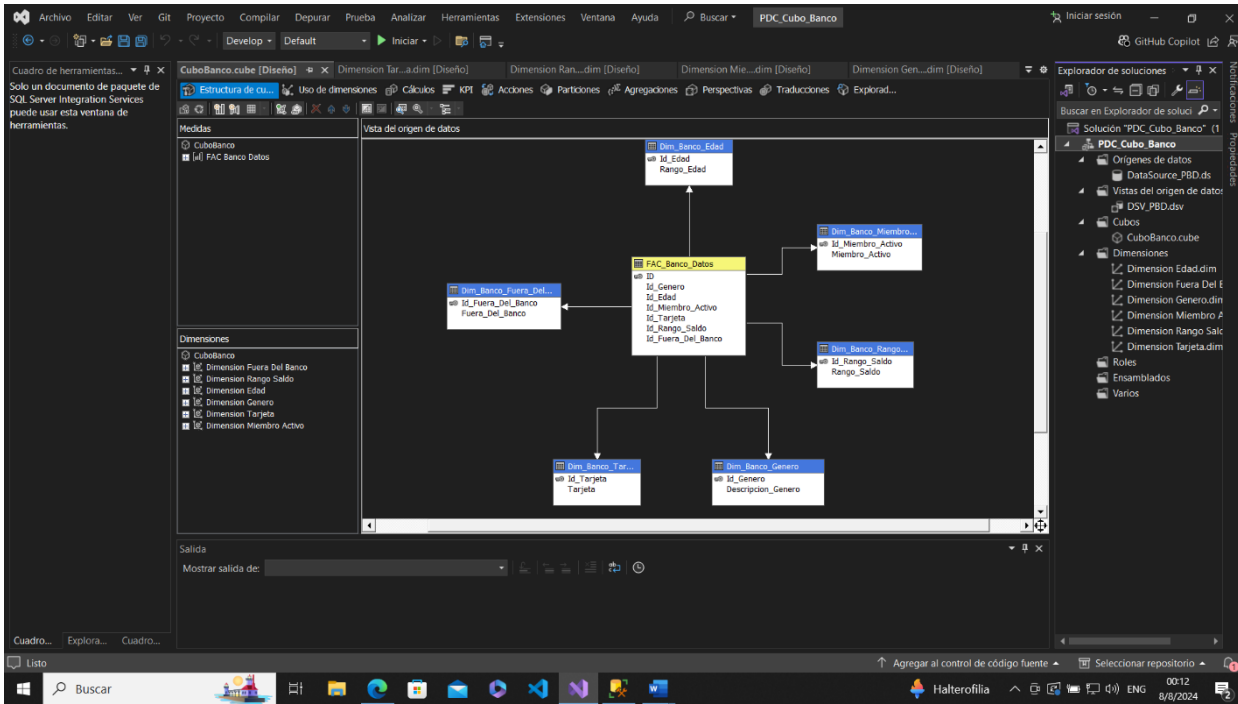 Archivo Editar Ver Git Proyecto Compilar Depurar Prueba Analizar Herramientas Extensiones Ventana Ayuda Buscar PDC_Cubo_Banco Iniciar sesión
Develop Default Iniciar GitHub Copilot
Cuadro de herramientas...
Solo un documento de paquete de
SQL Server Integration Services
puede usar esta ventana de
herramientas.
CuboBanco.cube [Diseño] Dimension Tar...a.dim [Diseño] Dimension Ran....dim [Diseño] Dimension Mie....dim [Diseño] Dimension Gen....dim [Diseño]
Estructura de cu... Uso de dimensiones Cálculos KPI Acciones Particiones Agregaciones Perspectivas Traducciones Explorad...
Medidas
CuboBanco
FAC Banco Datos
Dimensiones
CuboBanco
Dimension Fuera Del Banco
Dimension Rango Saldo
Dimension Edad
Dimension Genero
Dimension Tarjeta
Dimension Miembro Activo
Vista del origen de datos
Dim_Banco_Edad
Id_Edad
Rango_Edad
Dim_Banco_Miembro...
Id_Miembro_Activo
Miembro_Activo
FAC_Banco_Datos
ID
Id_Genero
Id_Edad
Id_Miembro_Activo
Id_Tarjeta
Id_Rango_Saldo
Id_Fuera_Del_Banco
Dim_Banco_Fuera_Del...
Id_Fuera_Del_Banco
Fuera_Del_Banco
Dim_Banco_Rango...
Id_Rango_Saldo
Rango_Saldo
Dim_Banco_Tar...
Id_Tarjeta
Tarjeta
Dim_Banco_Genero
Id_Genero
Descripcion_Genero
Salida
Mostrar salida de:
Explorador de soluciones
Buscar en Explorador de soluci
Solución "PDC_Cubo_Banco" (1
PDC_Cubo_Banco
Orígenes de datos
DataSource_PBD.ds
Vistas del origen de datos
DSV_PBD.dsv
Cubos
CuboBanco.cube
Dimensiones
Dimension Edad.dim
Dimension Fuera Del B
Dimension Genero.dim
Dimension Miembro A
Dimension Rango Salc
Dimension Tarjeta.dim
Roles
Ensamblados
Varios
Notificaciones
Propiedades
Cuadro... Explora... Cuadro...
Listo Agregar al control de código fuente Seleccionar repositorio 1
Buscar Halterofilia ENG 00:12
8/8/2024 2